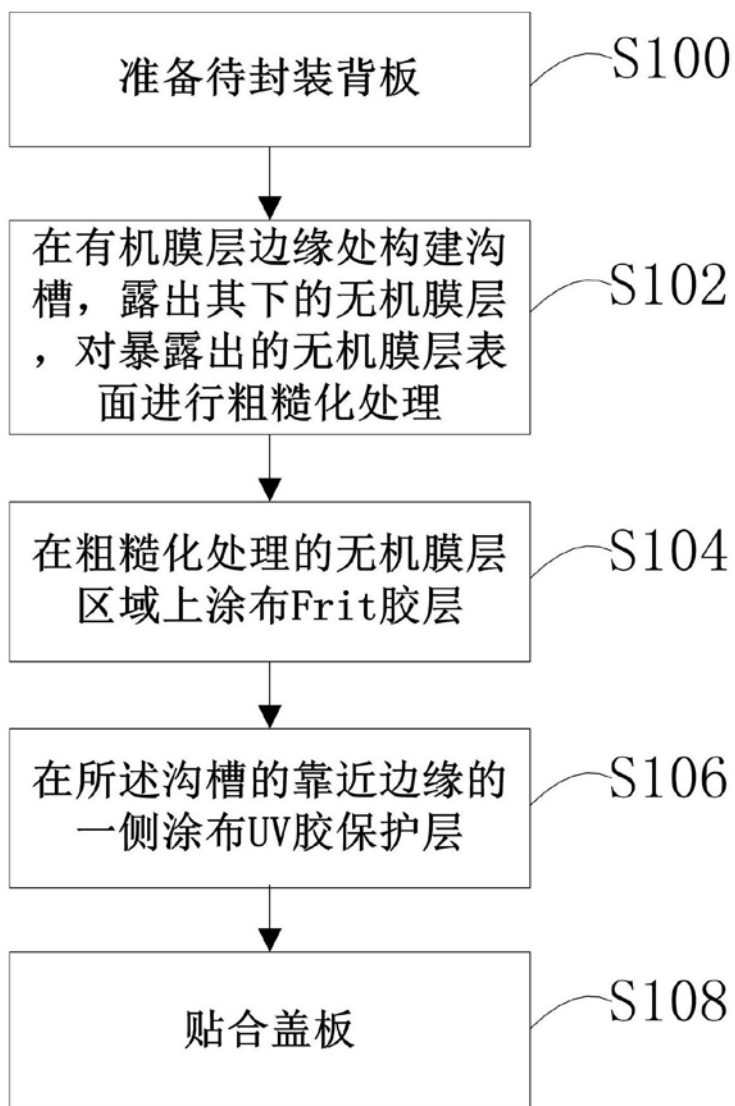 准备待封装背板
S100
在有机膜层边缘处构建沟
槽，露出其下的无机膜层
，对暴露出的无机膜层表
面进行粗糙化处理
S102
在粗糙化处理的无机膜层
区域上涂布Frit胶层
S104
在所述沟槽的靠近边缘的
一侧涂布UV胶保护层
S106
贴合盖板
S108